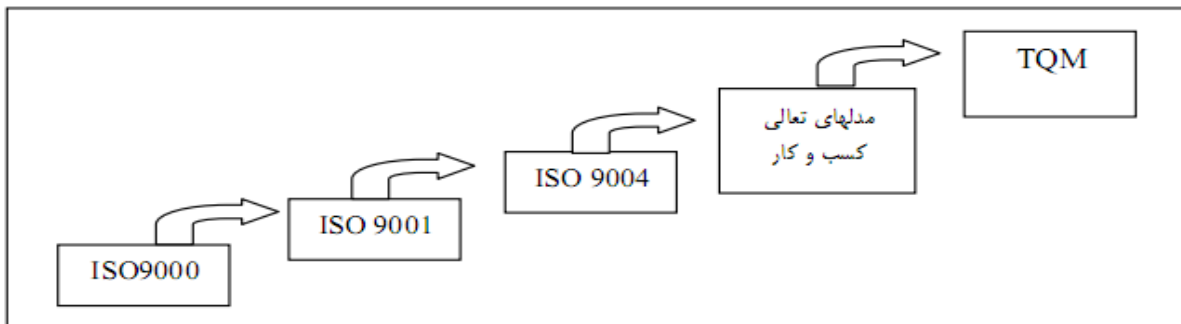 TQM
مدلهای تعالی
کسب و کار
ISO 9004
ISO 9001
ISO9000